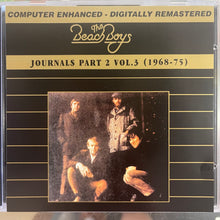 COMPUTER ENHANCED - DIGITALLY REMASTERED
The
Beach Boys
JOURNALS PART 2 VOL.3 (1968-75)